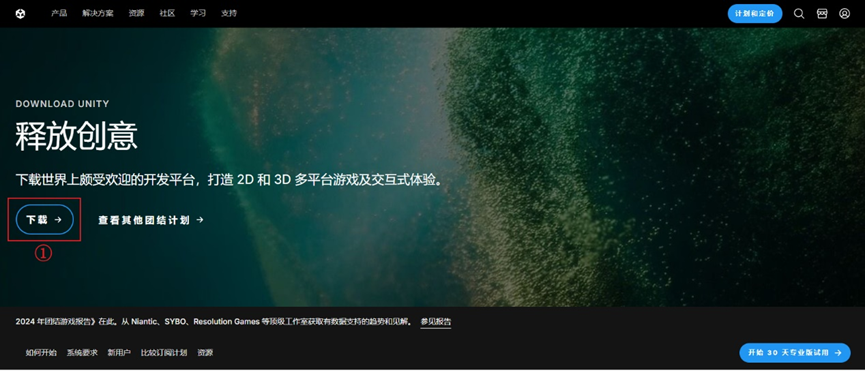 产品 解决方案 资源 社区 学习 支持 计划和定价
DOWNLOAD UNITY
释放创意
下载世界上颇受欢迎的开发平台，打造 2D 和 3D 多平台游戏及交互式体验。
下载 → 查看其他团结计划 →
①
2024 年团结游戏报告》在此。从 Niantic、SYBO、Resolution Games 等顶级工作室获取有数据支持的趋势和见解。 参见报告
如何开始 系统要求 新用户 比较订阅计划 资源 开始 30 天专业版试用 →